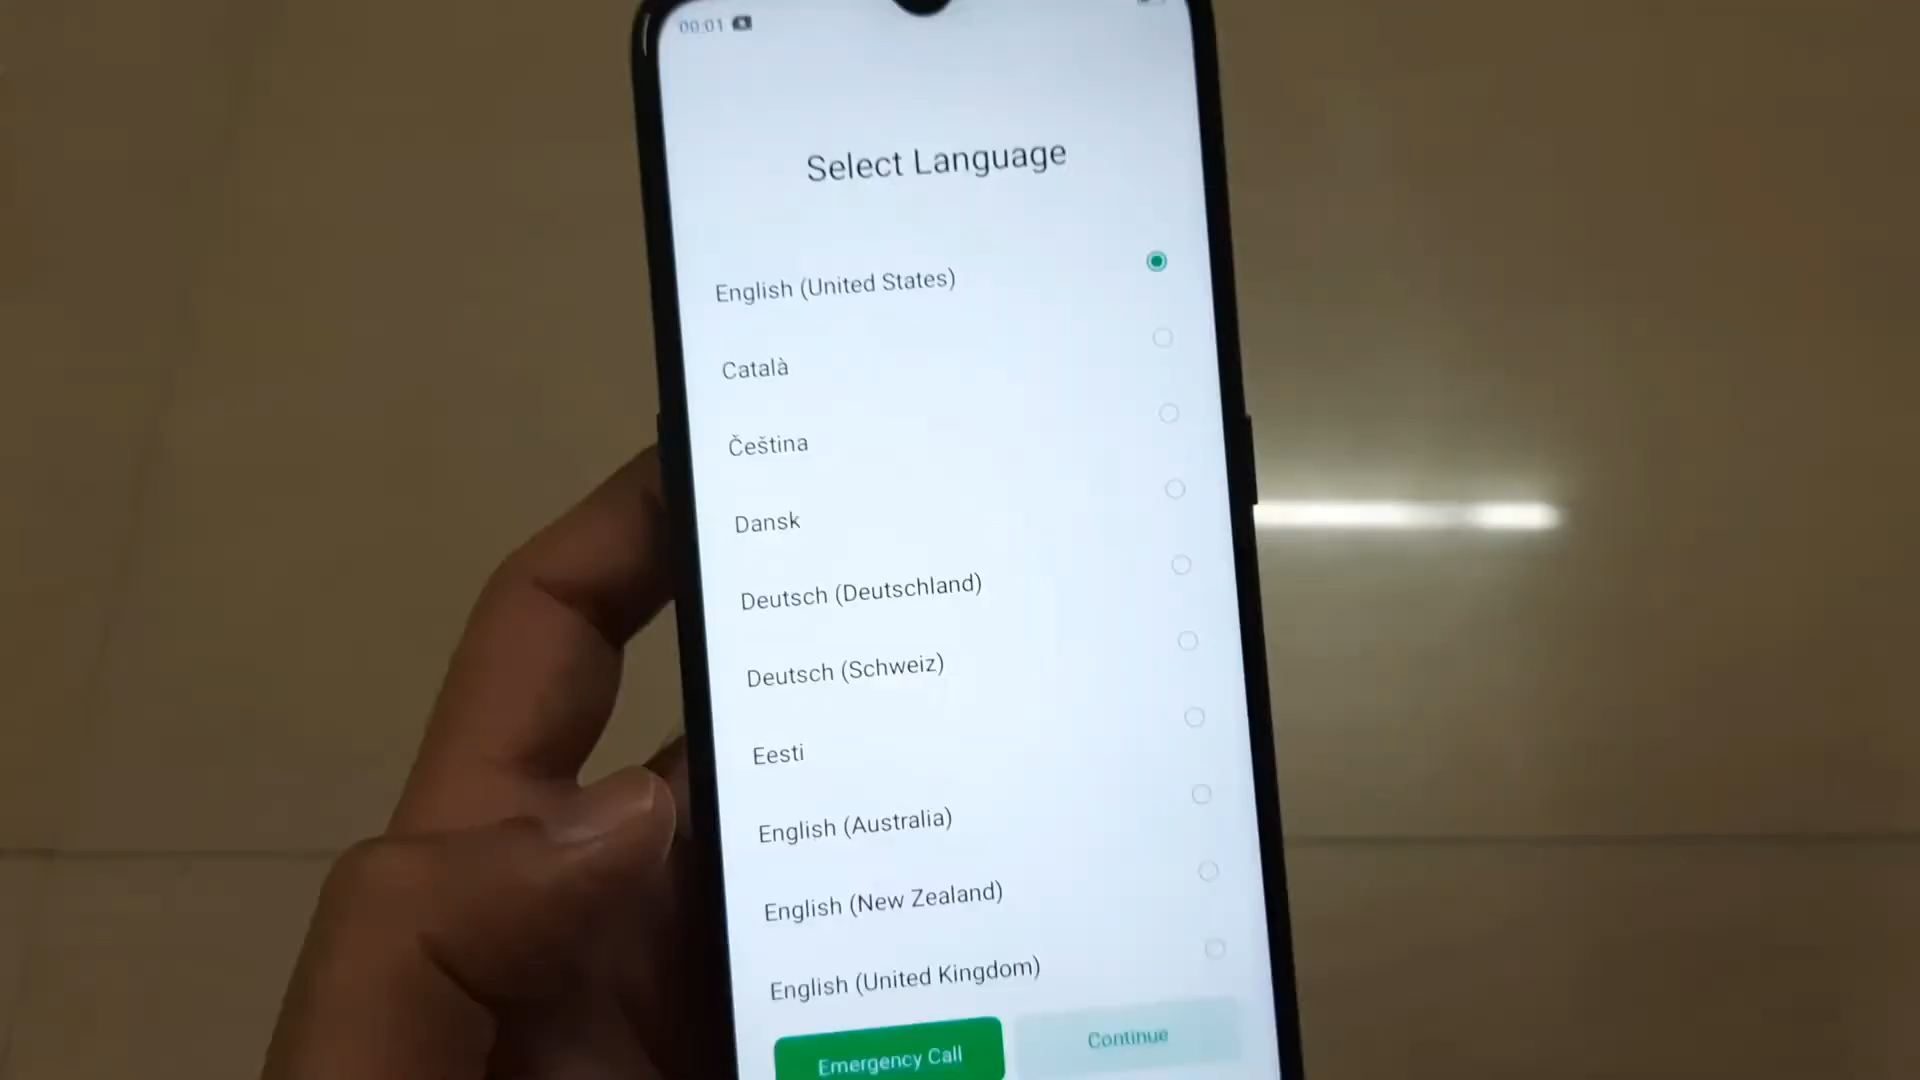 00:01
Select Language
English (United States)
Català
Čeština
Dansk
Deutsch (Deutschland)
Deutsch (Schweiz)
Eesti
English (Australia)
English (New Zealand)
English (United Kingdom)
Emergency Call
Continue